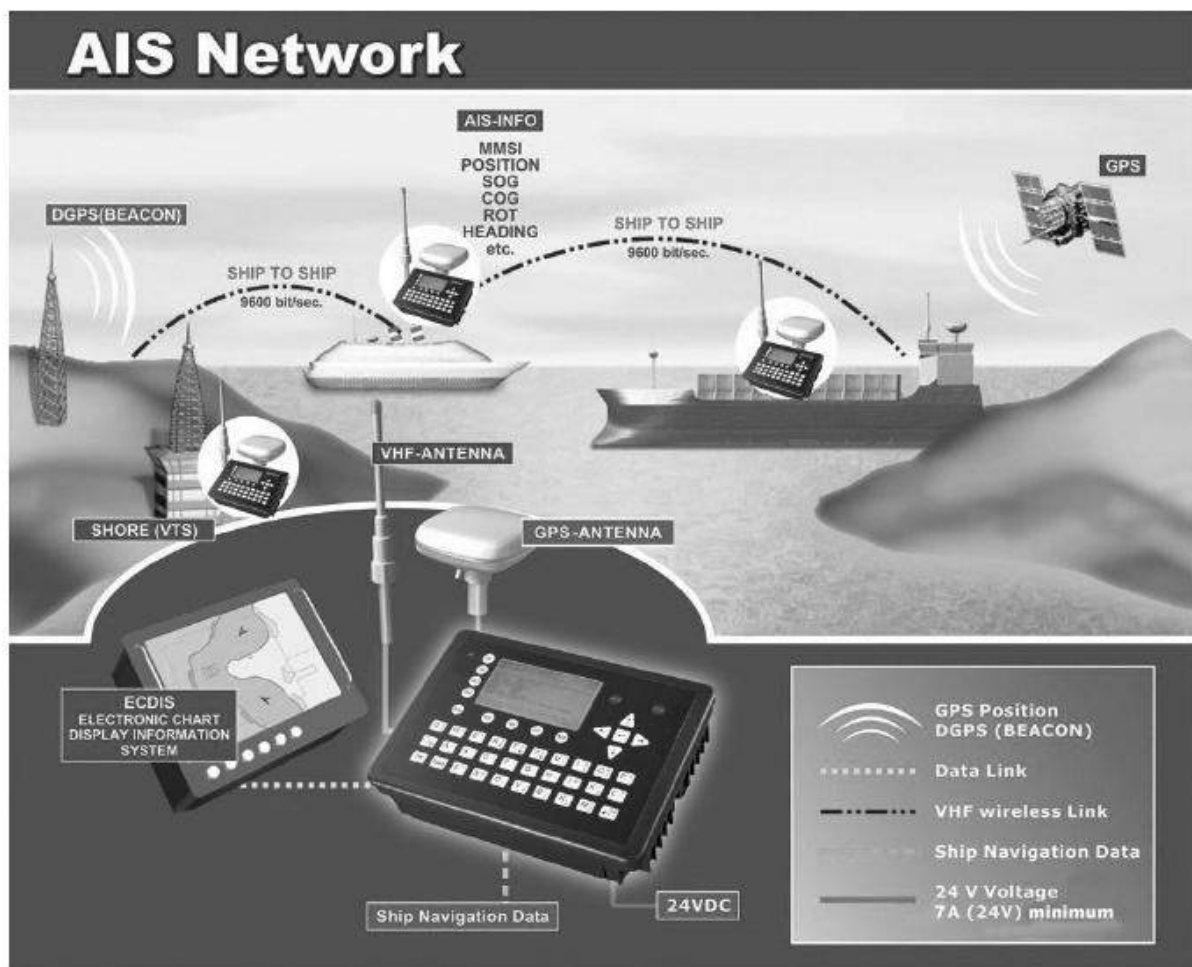 AIS Network
AIS-INFO
MMSI
POSITION
SOG
COG
ROT
HEADING
etc.
GPS
DGPS(BEACON)
SHIP TO SHIP
9600 bit/sec.
SHIP TO SHIP
9600 bit/sec.
VHF-ANTENNA
SHORE (VTS)
GPS-ANTENNA
ECDIS
ELECTRONIC CHART
DISPLAY INFORMATION
SYSTEM
Ship Navigation Data
24VDC
GPS Position
DGPS (BEACON)
Data Link
VHF wireless Link
Ship Navigation Data
24 V Voltage
7A (24V) minimum